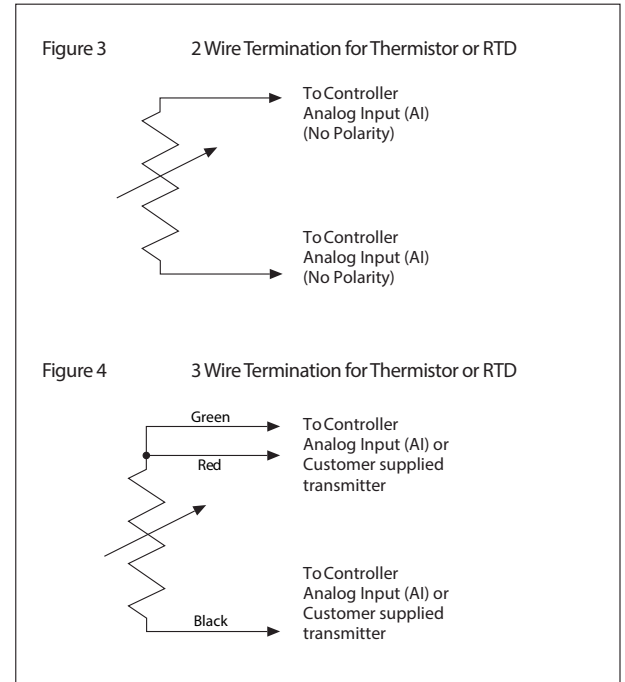 Figure 3 2 Wire Termination for Thermistor or RTD
To Controller
Analog Input (AI)
(No Polarity)
To Controller
Analog Input (AI)
(No Polarity)
Figure 4 3 Wire Termination for Thermistor or RTD
Green
Red
To Controller
Analog Input (AI) or
Customer supplied
transmitter
To Controller
Analog Input (AI) or
Customer supplied
transmitter
Black